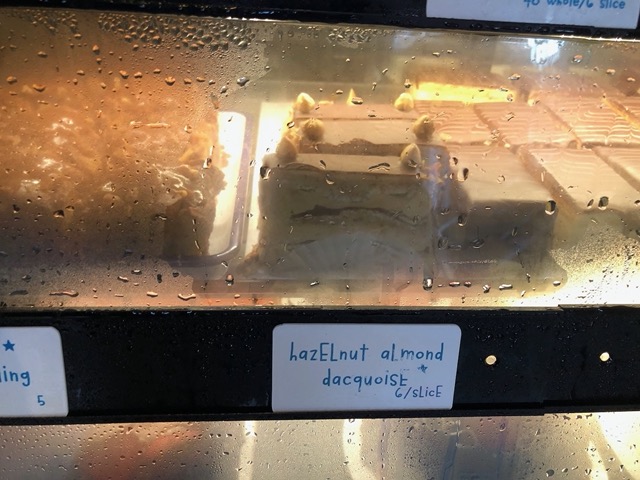 40 whole/6 slice
ing
5
hazELnut almond
dacquoisE
6/sLicE